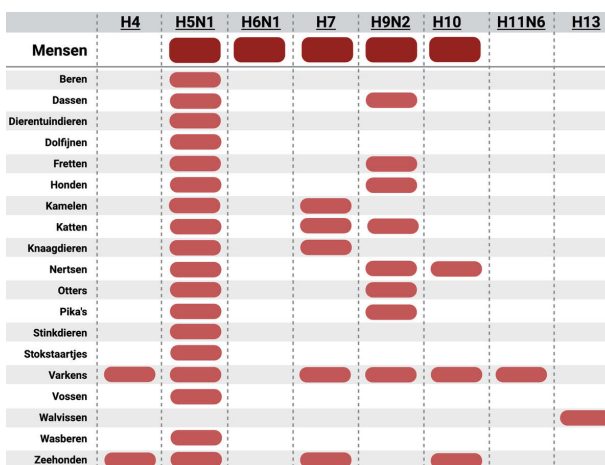 H4 H5N1 H6N1 H7 H9N2 H10 H11N6 H13
Mensen
Beren
Dassen
Dierentuindieren
Dolfijnen
Fretten
Honden
Kamelen
Katten
Knaagdieren
Nertsen
Otters
Pika's
Stinkdieren
Stokstaartjes
Varkens
Vossen
Walvissen
Wasberen
Zeehonden